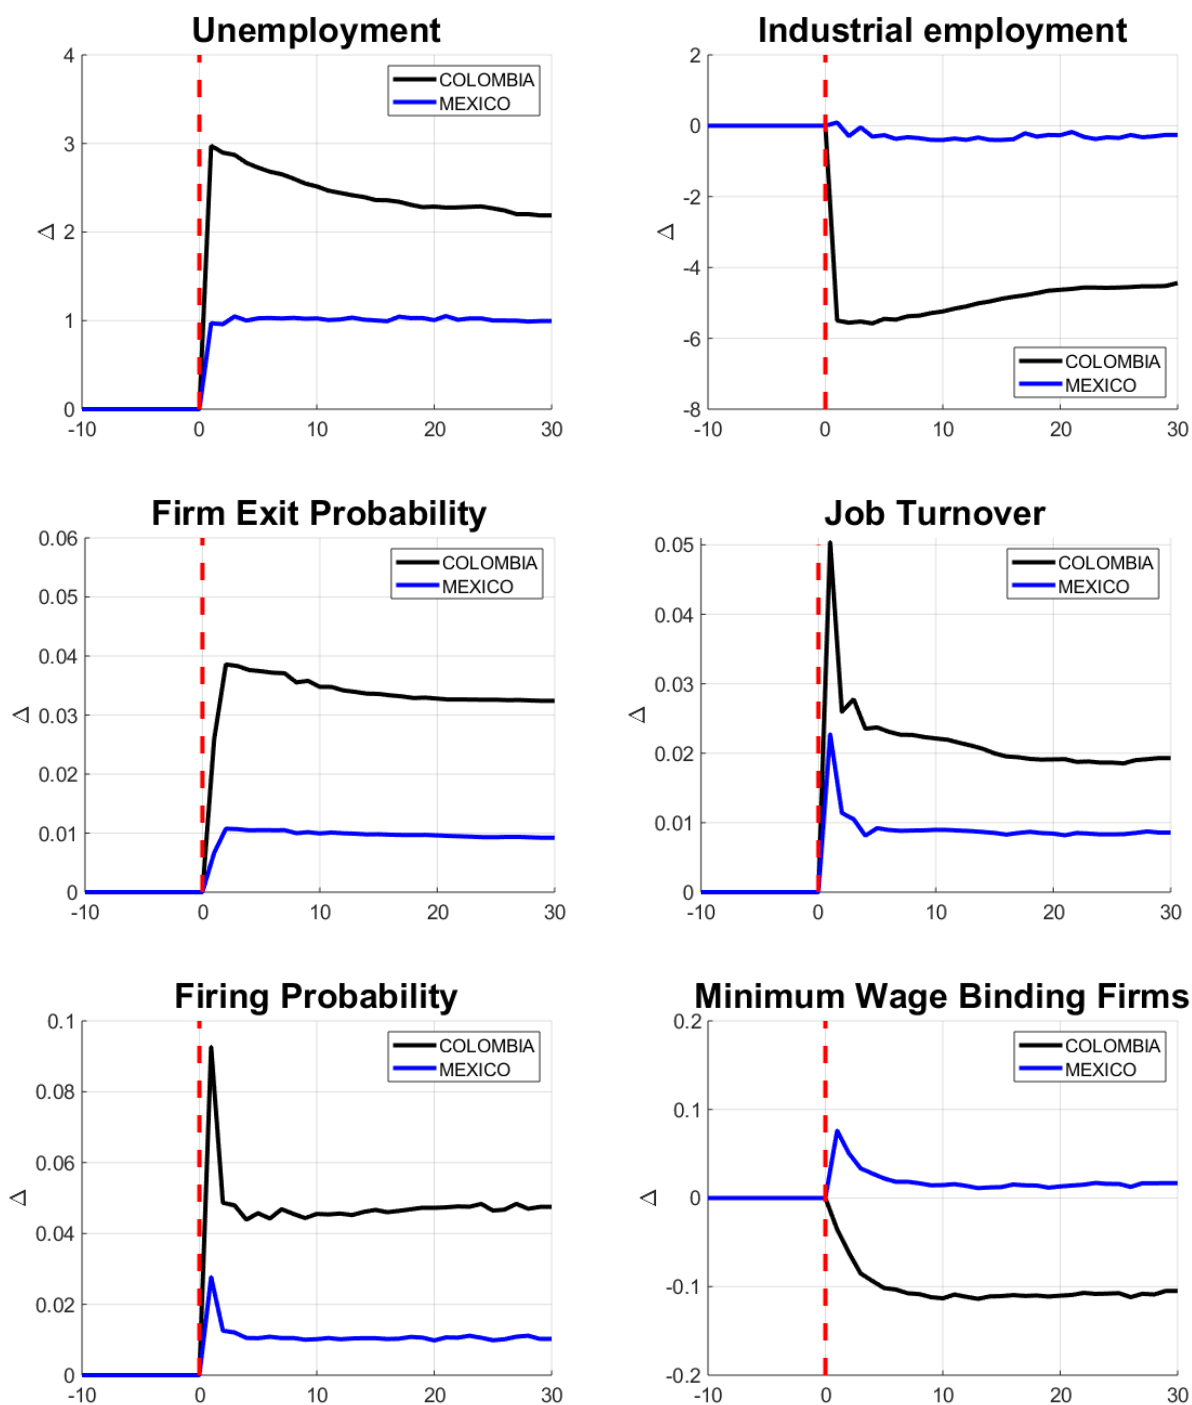 Unemployment
4
3
2
1
0
Δ
-10 0 10 20 30
COLOMBIA
MEXICO
Industrial employment
2
0
-2
-4
-6
-8
Δ
-10 0 10 20 30
COLOMBIA
MEXICO
Firm Exit Probability
0.06
0.05
0.04
0.03
0.02
0.01
0
Δ
-10 0 10 20 30
COLOMBIA
MEXICO
Job Turnover
0.05
0.04
0.03
0.02
0.01
0
Δ
-10 0 10 20 30
COLOMBIA
MEXICO
Firing Probability
0.1
0.08
0.06
0.04
0.02
0
Δ
-10 0 10 20 30
COLOMBIA
MEXICO
Minimum Wage Binding Firms
0.2
0.1
0
-0.1
-0.2
Δ
-10 0 10 20 30
COLOMBIA
MEXICO